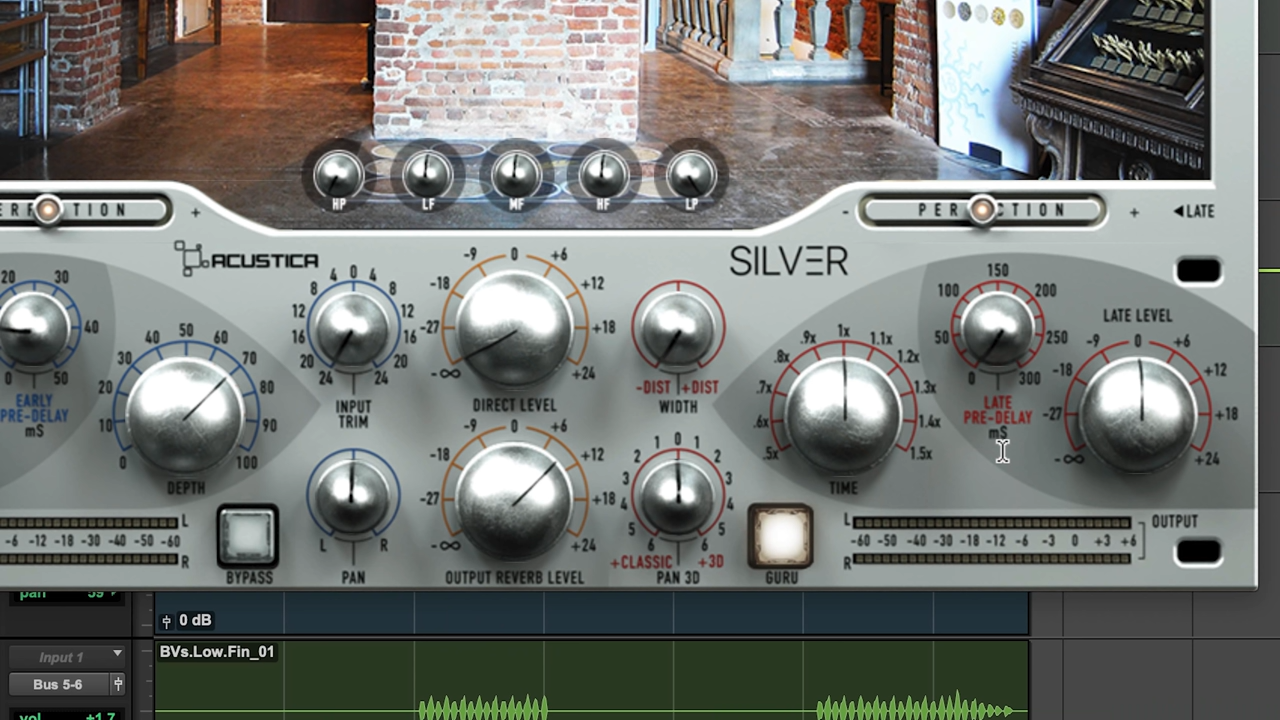 HP LF MF HF LP
PERFECTION + - PERFECTION + ◄LATE
ACUSTICA SILVER
20 30 40 0 50
EARLY
PRE-DELAY
mS
0 10 20 30 40 50 60 70 80 90 100
DEPTH
24 20 16 12 8 4 0 4 8 12 16 20 24
INPUT
TRIM
-∞ -27 -18 -9 0 +6 +12 +18 +24
DIRECT LEVEL
-DIST +DIST
WIDTH
.5x .6x .7x .8x .9x 1x 1.1x 1.2x 1.3x 1.4x 1.5x
TIME
0 50 100 150 200 250 300
LATE
PRE-DELAY
mS
LATE LEVEL
-∞ -27 -18 -9 0 +6 +12 +18 +24
L
-6 -12 -18 -30 -40 -50 -60
R
BYPASS
L R
PAN
-∞ -27 -18 -9 0 +6 +12 +18 +24
OUTPUT REVERB LEVEL
6 5 4 3 2 1 0 1 2 3 4 5 6
+CLASSIC +3D
PAN 3D
GURU
L OUTPUT
-60 -50 -40 -30 -18 -12 -6 -3 0 +3 +6
R
pan 59
0 dB
Input 1 BVs.Low.Fin_01
Bus 5-6
vol +1.7